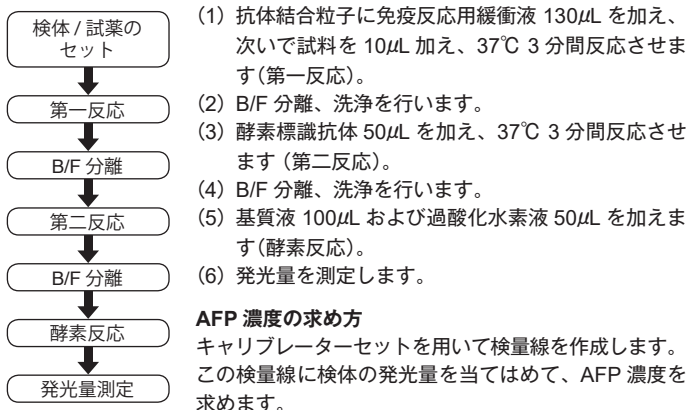 検体 / 試薬の
セット
第一反応
B/F 分離
第二反応
B/F 分離
酵素反応
発光量測定
(1) 抗体結合粒子に免疫反応用緩衝液 130μL を加え、
次いで試料を 10μL 加え、37℃ 3 分間反応させま
す(第一反応)。
(2) B/F 分離、洗浄を行います。
(3) 酵素標識抗体 50μL を加え、37℃ 3 分間反応させ
ます (第二反応)。
(4) B/F 分離、洗浄を行います。
(5) 基質液 100μL および過酸化水素液 50μL を加えま
す(酵素反応)。
(6) 発光量を測定します。
AFP 濃度の求め方
キャリブレーターセットを用いて検量線を作成します。
この検量線に検体の発光量を当てはめて、AFP 濃度を
求めます。